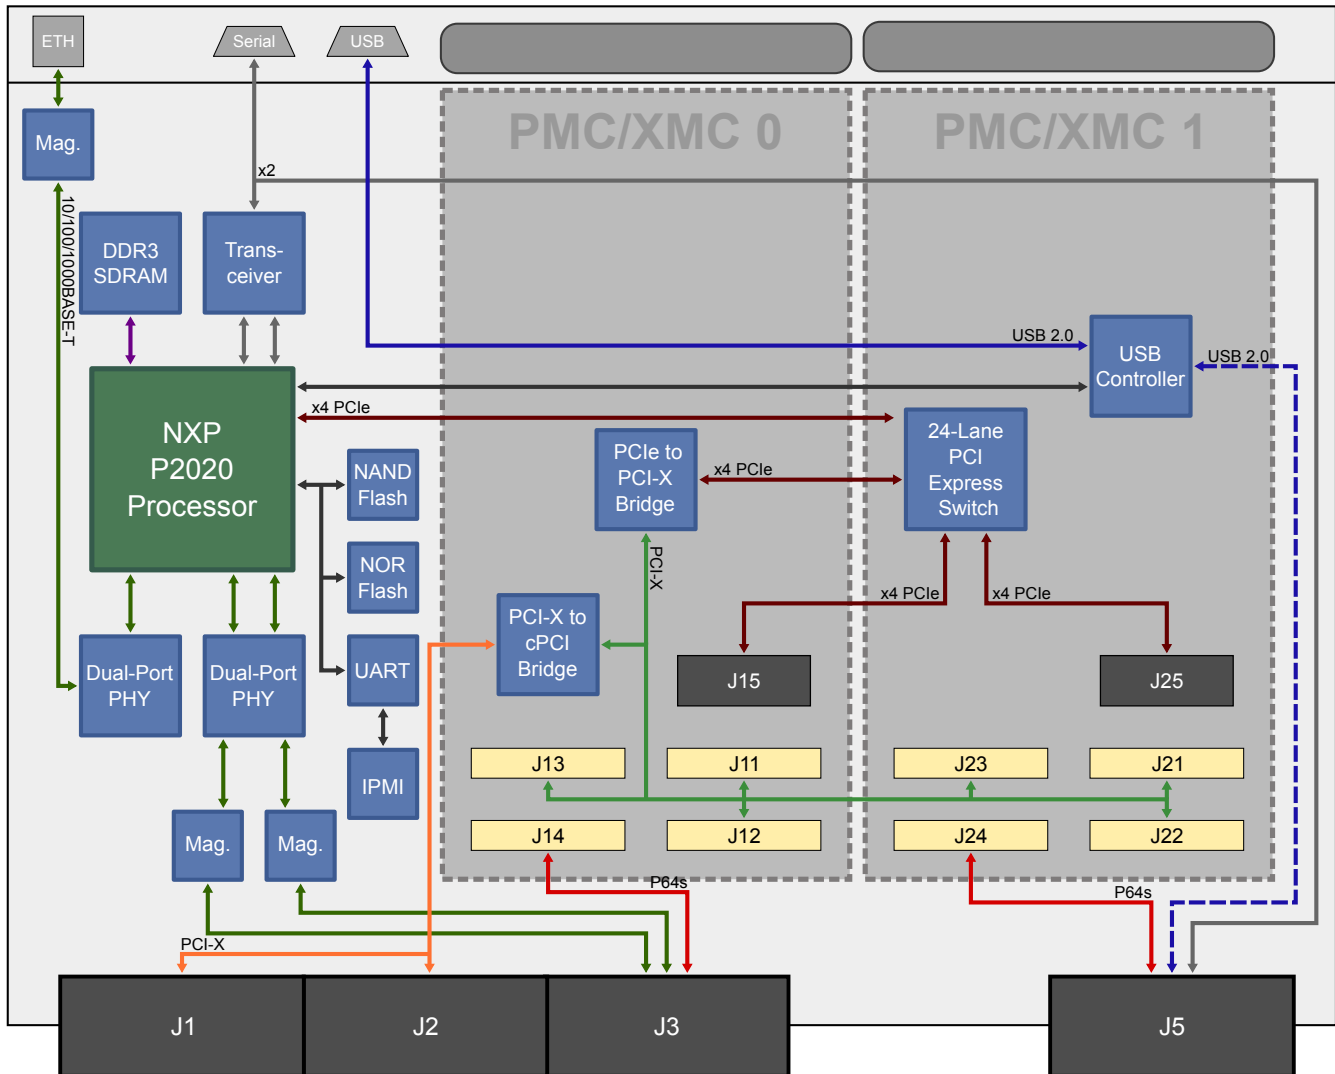 ETH
Serial
USB
PMC/XMC 0
PMC/XMC 1
Mag.
x2
10/100/1000BASE-T
DDR3
SDRAM
Trans-
ceiver
USB 2.0
USB
Controller
USB 2.0
x4 PCIe
NXP
P2020
Processor
24-Lane
PCI
Express
Switch
PCIe to
PCI-X
Bridge
x4 PCIe
NAND
Flash
PCI-X
NOR
Flash
x4 PCIe
x4 PCIe
PCI-X to
cPCI
Bridge
UART
Dual-Port
PHY
Dual-Port
PHY
J15
J25
IPMI
J13
J11
J23
J21
Mag.
Mag.
J14
J12
J24
J22
P64s
P64s
PCI-X
J1
J2
J3
J5